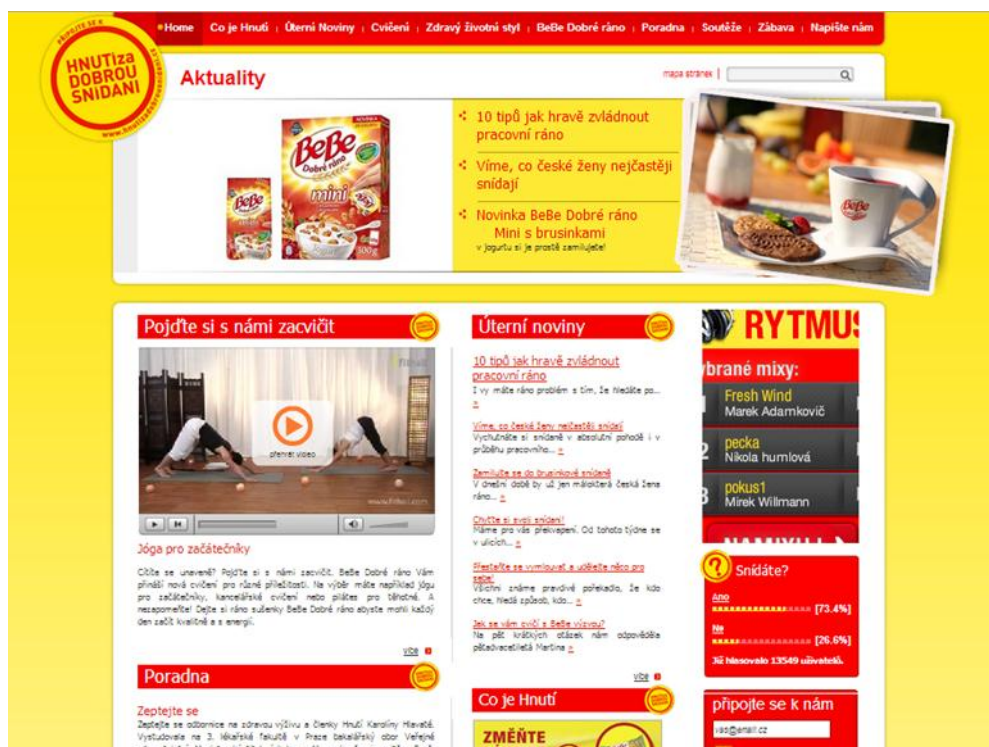 PŘIPOJTE SE K
HNUTÍza
DOBROU
SNÍDANI
Home
Co je Hnutí
Úterní Noviny
Cvičení
Zdravý životní styl
BeBe Dobré ráno
Poradna
Soutěže
Zábava
Napište nám
Aktuality
mapa stránek
BeBe
Dobré ráno
mini
BeBe
10 tipů jak hravě zvládnout
pracovní ráno
Víme, co české ženy nejčastěji
snídají
Novinka BeBe Dobré ráno
Mini s brusinkami
v jogurtu si je prostě zamilujete!
BeBe
Pojďte si s námi zacvičit
přehrát video
Jóga pro začátečníky
Cítíte se unaveně? Pojďte si s námi zacvičit. BeBe Dobré ráno Vám
přináší nová cvičení pro různé příležitosti. Na výběr máte například jógu
pro začátečníky, kancelářské cvičení nebo pilates pro těhotné. A
nezapomeňte! Dejte si ráno sušenky BeBe Dobré ráno abyste mohli každý
den začít kvalitně a s energií.
více
Poradna
Zeptejte se
Zeptejte se odbornice na zdravou výživu a členky Hnutí Karolíny Hlavaté.
Vystudovala na 3. lékařské fakultě v Praze bakalářský obor Veřejné
Úterní noviny
10 tipů jak hravě zvládnout
pracovní ráno
I vy máte ráno problém s tím, že hledáte po...
»
Víme, co české ženy nejčastěji snídají
Vychutnáte si snídaně v absolutní pohodě i v
průběhu pracovního... »
Zamilujte se do brusinkové snídaně
V dnešní době by už jen málokterá česká žena
ráno... »
Chyťte si svoji snídani!
Máme pro vás překvapení. Od tohoto týdne se
v ulicích... »
Přestaňte se vymlouvat a udělejte něco pro
sebe!
Všichni známe pravdivé pořekadlo, že kdo
chce, hledá způsob, kdo... »
Jak se vám cvičí s BeBe výzvou?
Na pět krátkých otázek nám odpověděla
pětadvacetiletá Martina »
více
Co je Hnutí
ZMĚŇTE
RYTMUS
ybrané mixy:
Fresh Wind
Marek Adamkovič
2
pecka
Nikola humlová
3
pokus1
Mirek Willmann
NAMIXUJ
?
Snídáte?
Ano
[73.4%]
Ne
[26.6%]
Již hlasovalo 13549 uživatelů.
připojte se k nám
vas@email.cz